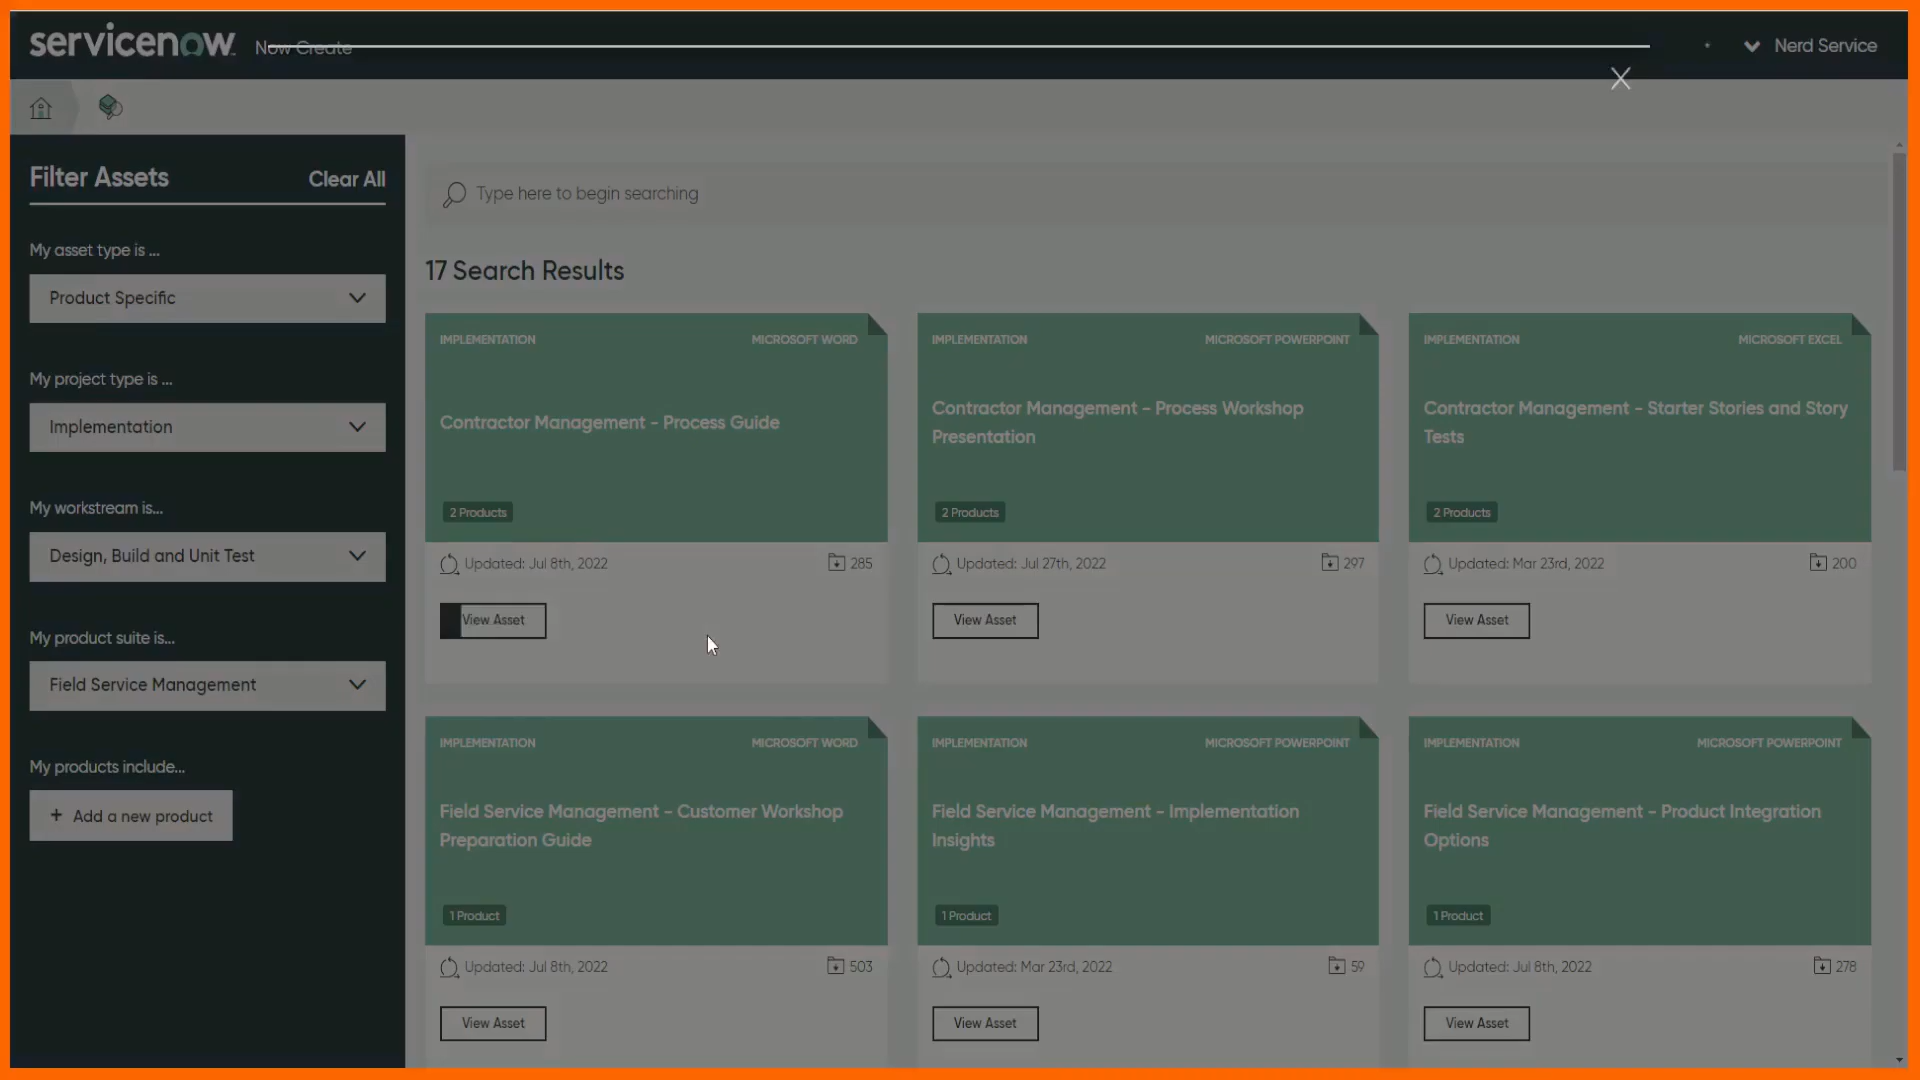 servicenow Now Create
Nerd Service
Filter Assets
Clear All
My asset type is ...
Product Specific
My project type is ...
Implementation
My workstream is...
Design, Build and Unit Test
My product suite is...
Field Service Management
My products include...
+ Add a new product
Type here to begin searching
17 Search Results
IMPLEMENTATION MICROSOFT WORD
Contractor Management - Process Guide
2 Products
Updated: Jul 8th, 2022 285
View Asset
IMPLEMENTATION MICROSOFT POWERPOINT
Contractor Management - Process Workshop
Presentation
2 Products
Updated: Jul 27th, 2022 297
View Asset
IMPLEMENTATION MICROSOFT EXCEL
Contractor Management - Starter Stories and Story
Tests
2 Products
Updated: Mar 23rd, 2022 200
View Asset
IMPLEMENTATION MICROSOFT WORD
Field Service Management - Customer Workshop
Preparation Guide
1 Product
Updated: Jul 8th, 2022 503
View Asset
IMPLEMENTATION MICROSOFT POWERPOINT
Field Service Management - Implementation
Insights
1 Product
Updated: Mar 23rd, 2022 59
View Asset
IMPLEMENTATION MICROSOFT POWERPOINT
Field Service Management - Product Integration
Options
1 Product
Updated: Jul 8th, 2022 278
View Asset